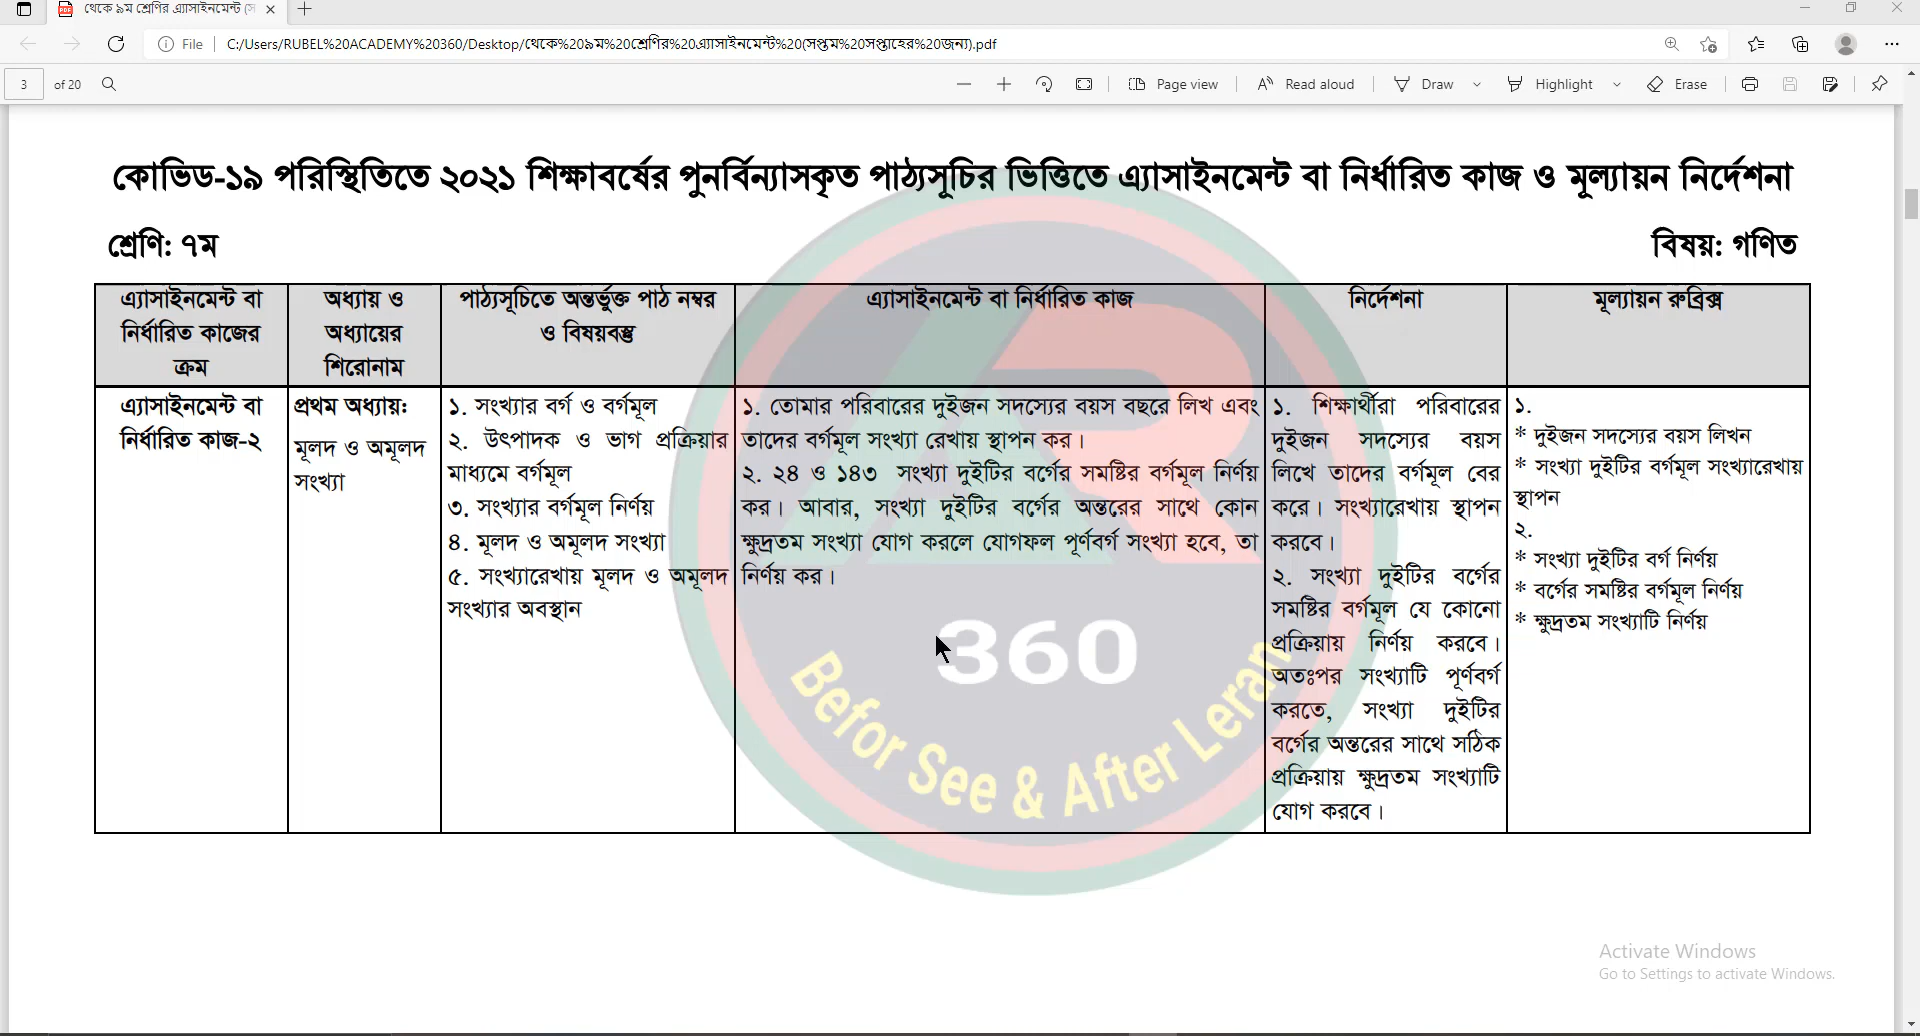 থেকে ৯ম শ্রেণির এ্যাসাইনমেন্ট (স
File
C:/Users/RUBEL%20ACADEMY%20360/Desktop/থেকে%20৯ম%20শ্রেণির%20এ্যাসাইনমেন্ট%20(সপ্তম%20সপ্তাহের%20জন্য).pdf
3 of 20
Page view
Read aloud
Draw
Highlight
Erase
কোভিড-১৯ পরিস্থিতিতে ২০২১ শিক্ষাবর্ষের পুনর্বিন্যাসকৃত পাঠ্যসূচির ভিত্তিতে এ্যাসাইনমেন্ট বা নির্ধারিত কাজ ও মূল্যায়ন নির্দেশনা
শ্রেণি: ৭ম
বিষয়: গণিত
এ্যাসাইনমেন্ট বা
নির্ধারিত কাজের
ক্রম
অধ্যায় ও
অধ্যায়ের
শিরোনাম
পাঠ্যসূচিতে অন্তর্ভুক্ত পাঠ নম্বর
ও বিষয়বস্তু
এ্যাসাইনমেন্ট বা নির্ধারিত কাজ
নির্দেশনা
মূল্যায়ন রুব্রিক্স
এ্যাসাইনমেন্ট বা
নির্ধারিত কাজ-২
প্রথম অধ্যায়:
মূলদ ও অমূলদ
সংখ্যা
১. সংখ্যার বর্গ ও বর্গমূল
২. উৎপাদক ও ভাগ প্রক্রিয়ার
মাধ্যমে বর্গমূল
৩. সংখ্যার বর্গমূল নির্ণয়
৪. মূলদ ও অমূলদ সংখ্যা
৫. সংখ্যারেখায় মূলদ ও অমূলদ
সংখ্যার অবস্থান
১. তোমার পরিবারের দুইজন সদস্যের বয়স বছরে লিখ এবং
তাদের বর্গমূল সংখ্যা রেখায় স্থাপন কর।
২. ২৪ ও ১৪৩ সংখ্যা দুইটির বর্গের সমষ্টির বর্গমূল নির্ণয়
কর। আবার, সংখ্যা দুইটির বর্গের অন্তরের সাথে কোন
ক্ষুদ্রতম সংখ্যা যোগ করলে যোগফল পূর্ণবর্গ সংখ্যা হবে, তা
নির্ণয় কর।
১. শিক্ষার্থীরা পরিবারের
দুইজন সদস্যের বয়স
লিখে তাদের বর্গমূল বের
করে। সংখ্যারেখায় স্থাপন
করবে।
২. সংখ্যা দুইটির বর্গের
সমষ্টির বর্গমূল যে কোনো
প্রক্রিয়ায় নির্ণয় করবে।
অতঃপর সংখ্যাটি পূর্ণবর্গ
করতে, সংখ্যা দুইটির
বর্গের অন্তরের সাথে সঠিক
প্রক্রিয়ায় ক্ষুদ্রতম সংখ্যাটি
যোগ করবে।
১.
* দুইজন সদস্যের বয়স লিখন
* সংখ্যা দুইটির বর্গমূল সংখ্যারেখায়
স্থাপন
২.
* সংখ্যা দুইটির বর্গ নির্ণয়
* বর্গের সমষ্টির বর্গমূল নির্ণয়
* ক্ষুদ্রতম সংখ্যাটি নির্ণয়
360
Befor See & After Leran
Activate Windows
Go to Settings to activate Windows.